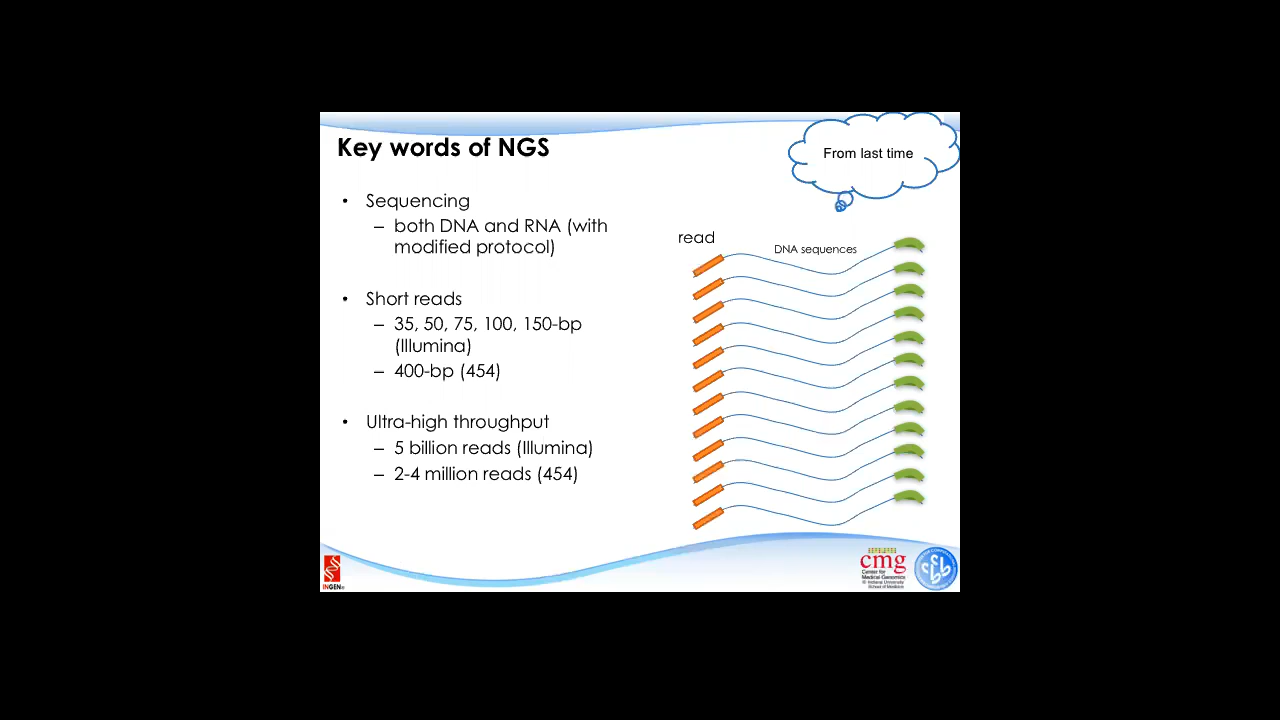 Key words of NGS
From last time
• Sequencing
– both DNA and RNA (with
modified protocol)
• Short reads
– 35, 50, 75, 100, 150-bp
(Illumina)
– 400-bp (454)
• Ultra-high throughput
– 5 billion reads (Illumina)
– 2-4 million reads (454)
read
DNA sequences
INGEN
cmg
Center for
Medical Genomics
Indiana University
School of Medicine